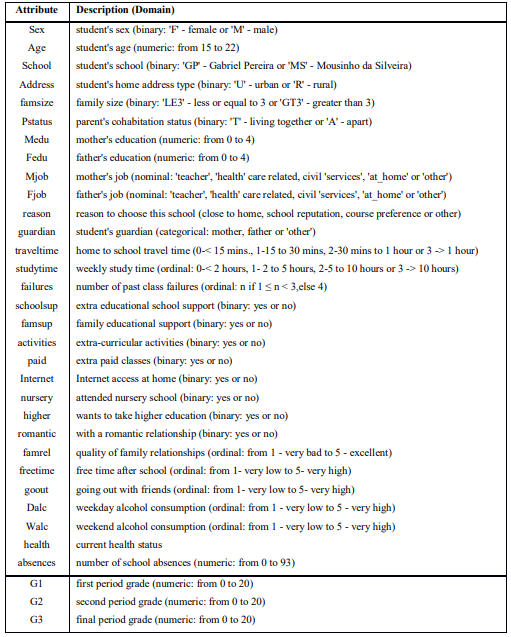 Attribute Description (Domain)
Sex student's sex (binary: 'F' - female or 'M' - male)
Age student's age (numeric: from 15 to 22)
School student's school (binary: 'GP' - Gabriel Pereira or 'MS' - Mousinho da Silveira)
Address student's home address type (binary: 'U' - urban or 'R' - rural)
famsize family size (binary: 'LE3' - less or equal to 3 or 'GT3' - greater than 3)
Pstatus parent's cohabitation status (binary: 'T' - living together or 'A' - apart)
Medu mother's education (numeric: from 0 to 4)
Fedu father's education (numeric: from 0 to 4)
Mjob mother's job (nominal: 'teacher', 'health' care related, civil 'services', 'at_home' or 'other')
Fjob father's job (nominal: 'teacher', 'health' care related, civil 'services', 'at_home' or 'other')
reason reason to choose this school (close to home, school reputation, course preference or other)
guardian student's guardian (categorical: mother, father or 'other')
traveltime home to school travel time (0-< 15 mins., 1-15 to 30 mins, 2-30 mins to 1 hour or 3 -> 1 hour)
studytime weekly study time (ordinal: 0-< 2 hours, 1- 2 to 5 hours, 2-5 to 10 hours or 3 -> 10 hours)
failures number of past class failures (ordinal: n if 1 ≤ n < 3,else 4)
schoolsup extra educational school support (binary: yes or no)
famsup family educational support (binary: yes or no)
activities extra-curricular activities (binary: yes or no)
paid extra paid classes (binary: yes or no)
Internet Internet access at home (binary: yes or no)
nursery attended nursery school (binary: yes or no)
higher wants to take higher education (binary: yes or no)
romantic with a romantic relationship (binary: yes or no)
famrel quality of family relationships (ordinal: from 1 - very bad to 5 - excellent)
freetime free time after school (ordinal: from 1- very low to 5- very high)
goout going out with friends (ordinal: from 1- very low to 5- very high)
Dalc weekday alcohol consumption (ordinal: from 1 - very low to 5 - very high)
Walc weekend alcohol consumption (ordinal: from 1 - very low to 5 - very high)
health current health status
absences number of school absences (numeric: from 0 to 93)
G1 first period grade (numeric: from 0 to 20)
G2 second period grade (numeric: from 0 to 20)
G3 final period grade (numeric: from 0 to 20)